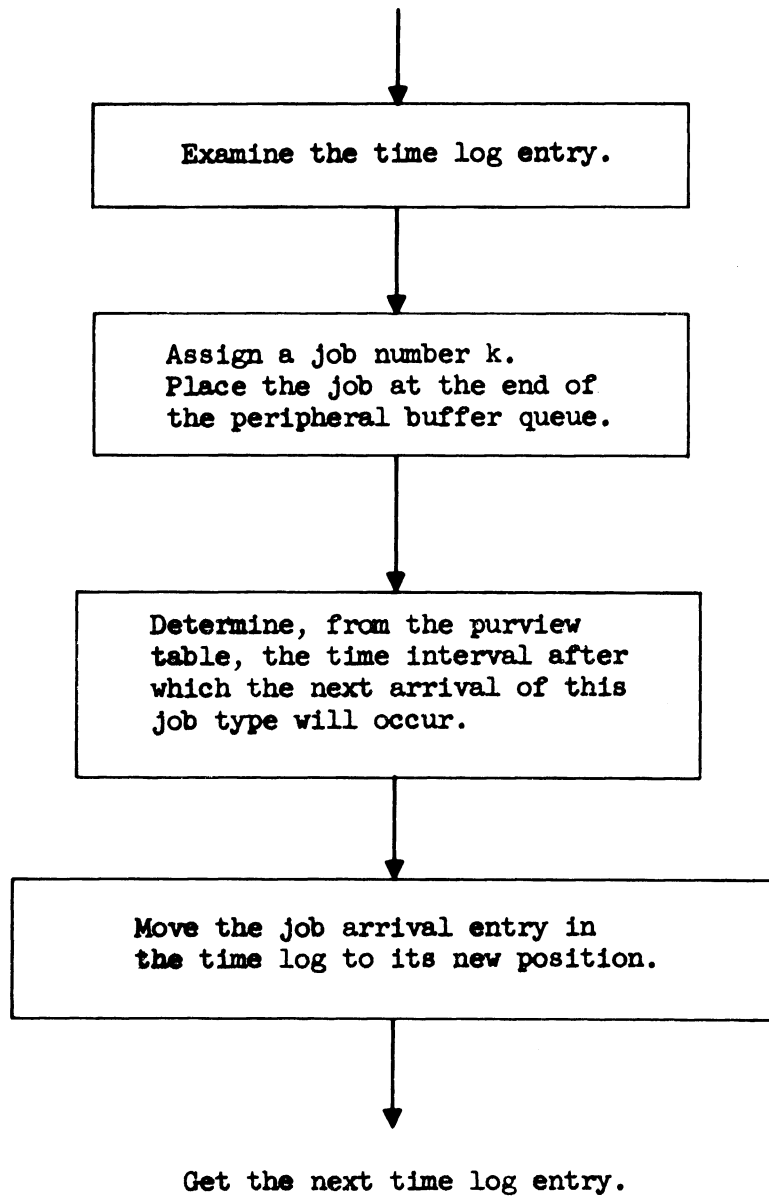 Examine the time log entry.
Assign a job number k.
Place the job at the end of
the peripheral buffer queue.
Determine, from the purview
table, the time interval after
which the next arrival of this
job type will occur.
Move the job arrival entry in
the time log to its new position.
Get the next time log entry.